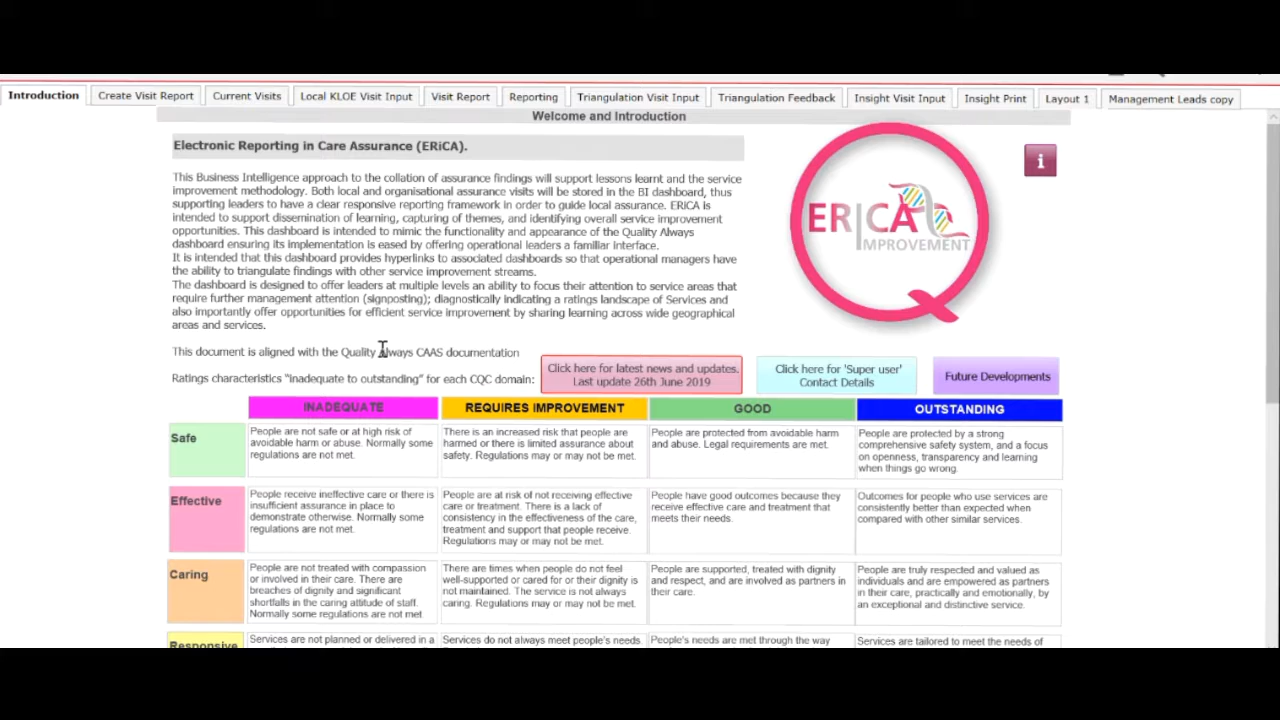 Introduction
Create Visit Report
Current Visits
Local KLOE Visit Input
Visit Report
Reporting
Triangulation Visit Input
Triangulation Feedback
Insight Visit Input
Insight Print
Layout 1
Management Leads copy
Welcome and Introduction
Electronic Reporting in Care Assurance (ERiCA).
This Business Intelligence approach to the collation of assurance findings will support lessons learnt and the service
improvement methodology. Both local and organisational assurance visits will be stored in the BI dashboard, thus
supporting leaders to have a clear responsive reporting framework in order to guide local assurance. ERICA is
intended to support dissemination of learning, capturing of themes, and identifying overall service improvement
opportunities. This dashboard is intended to mimic the functionality and appearance of the Quality Always
dashboard ensuring its implementation is eased by offering operational leaders a familiar interface.
It is intended that this dashboard provides hyperlinks to associated dashboards so that operational managers have
the ability to triangulate findings with other service improvement streams.
The dashboard is designed to offer leaders at multiple levels an ability to focus their attention to service areas that
require further management attention (signposting); diagnostically indicating a ratings landscape of Services and
also importantly offer opportunities for efficient service improvement by sharing learning across wide geographical
areas and services.
ERICA
IMPROVEMENT
i
This document is aligned with the Quality Always CAAS documentation
Ratings characteristics "inadequate to outstanding" for each CQC domain:
Click here for latest news and updates.
Last update 26th June 2019
Click here for 'Super user'
Contact Details
Future Developments
INADEQUATE
REQUIRES IMPROVEMENT
GOOD
OUTSTANDING
Safe
People are not safe or at high risk of
avoidable harm or abuse. Normally some
regulations are not met.
There is an increased risk that people are
harmed or there is limited assurance about
safety. Regulations may or may not be met.
People are protected from avoidable harm
and abuse. Legal requirements are met.
People are protected by a strong
comprehensive safety system, and a focus
on openness, transparency and learning
when things go wrong.
Effective
People receive ineffective care or there is
insufficient assurance in place to
demonstrate otherwise. Normally some
regulations are not met.
People are at risk of not receiving effective
care or treatment. There is a lack of
consistency in the effectiveness of the care,
treatment and support that people receive.
Regulations may or may not be met.
People have good outcomes because they
receive effective care and treatment that
meets their needs.
Outcomes for people who use services are
consistently better than expected when
compared with other similar services.
Caring
People are not treated with compassion
or involved in their care. There are
breaches of dignity and significant
shortfalls in the caring attitude of staff.
Normally some regulations are not met
There are times when people do not feel
well-supported or cared for or their dignity is
not maintained. The service is not always
caring. Regulations may or may not be met.
People are supported, treated with dignity
and respect, and are involved as partners in
their care.
People are truly respected and valued as
individuals and are empowered as partners
in their care, practically and emotionally, by
an exceptional and distinctive service.
Responsive
Services are not planned or delivered in a
Services do not always meet people's needs.
People's needs are met through the way
Services are tailored to meet the needs of